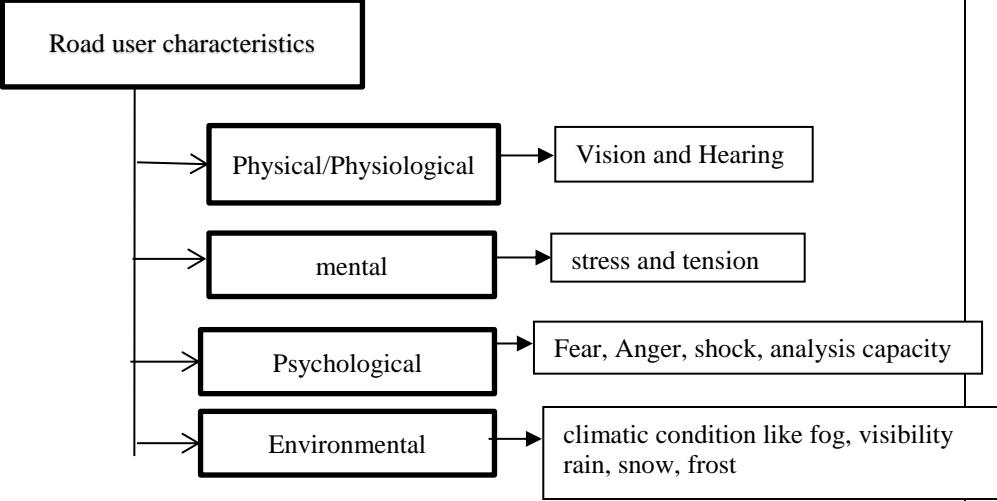 Road user characteristics
Physical/Physiological
Vision and Hearing
mental
stress and tension
Psychological
Fear, Anger, shock, analysis capacity
Environmental
climatic condition like fog, visibility
rain, snow, frost